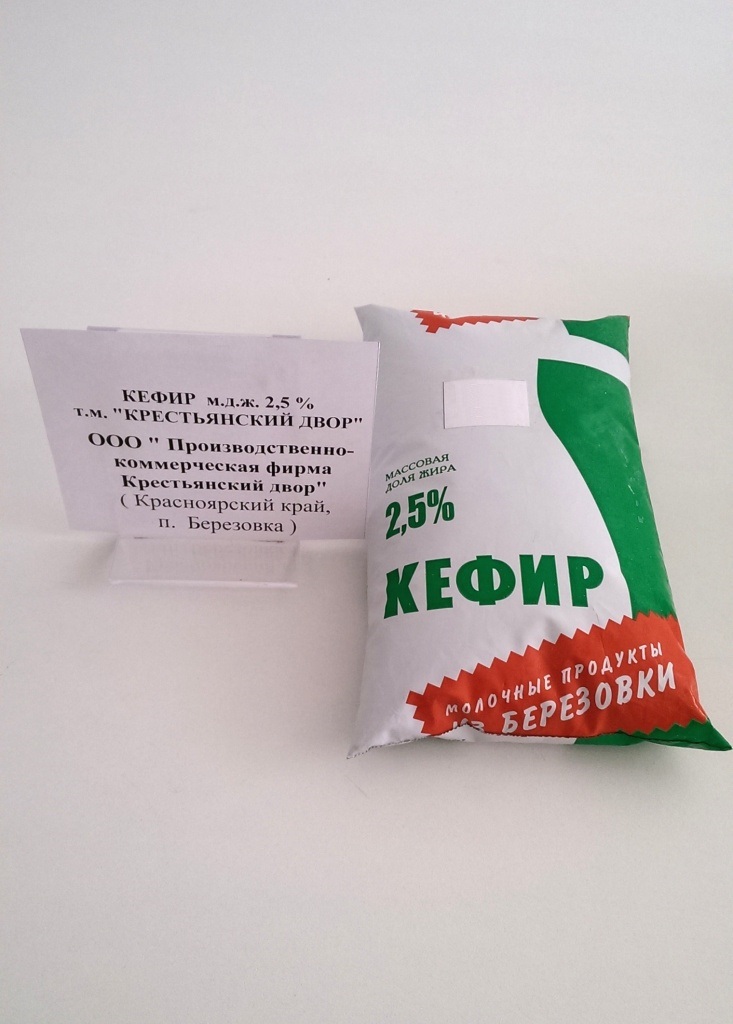 КЕФИР м.д.ж. 2,5 %
т.м. "КРЕСТЬЯНСКИЙ ДВОР"
ООО " Производственно-
коммерческая фирма
Крестьянский двор"
( Красноярский край,
п. Березовка )
МАССОВАЯ
ДОЛЯ ЖИРА
2,5%
КЕФИР
МОЛОЧНЫЕ ПРОДУКТЫ
ИЗ БЕРЕЗОВКИ